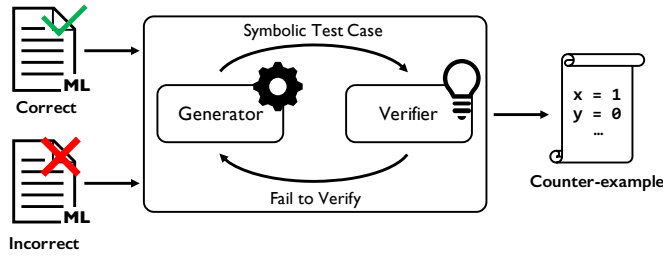 ML
Correct
ML
Incorrect
Symbolic Test Case
Generator
Verifier
Fail to Verify
x = 1
y = 0
…
Counter-example